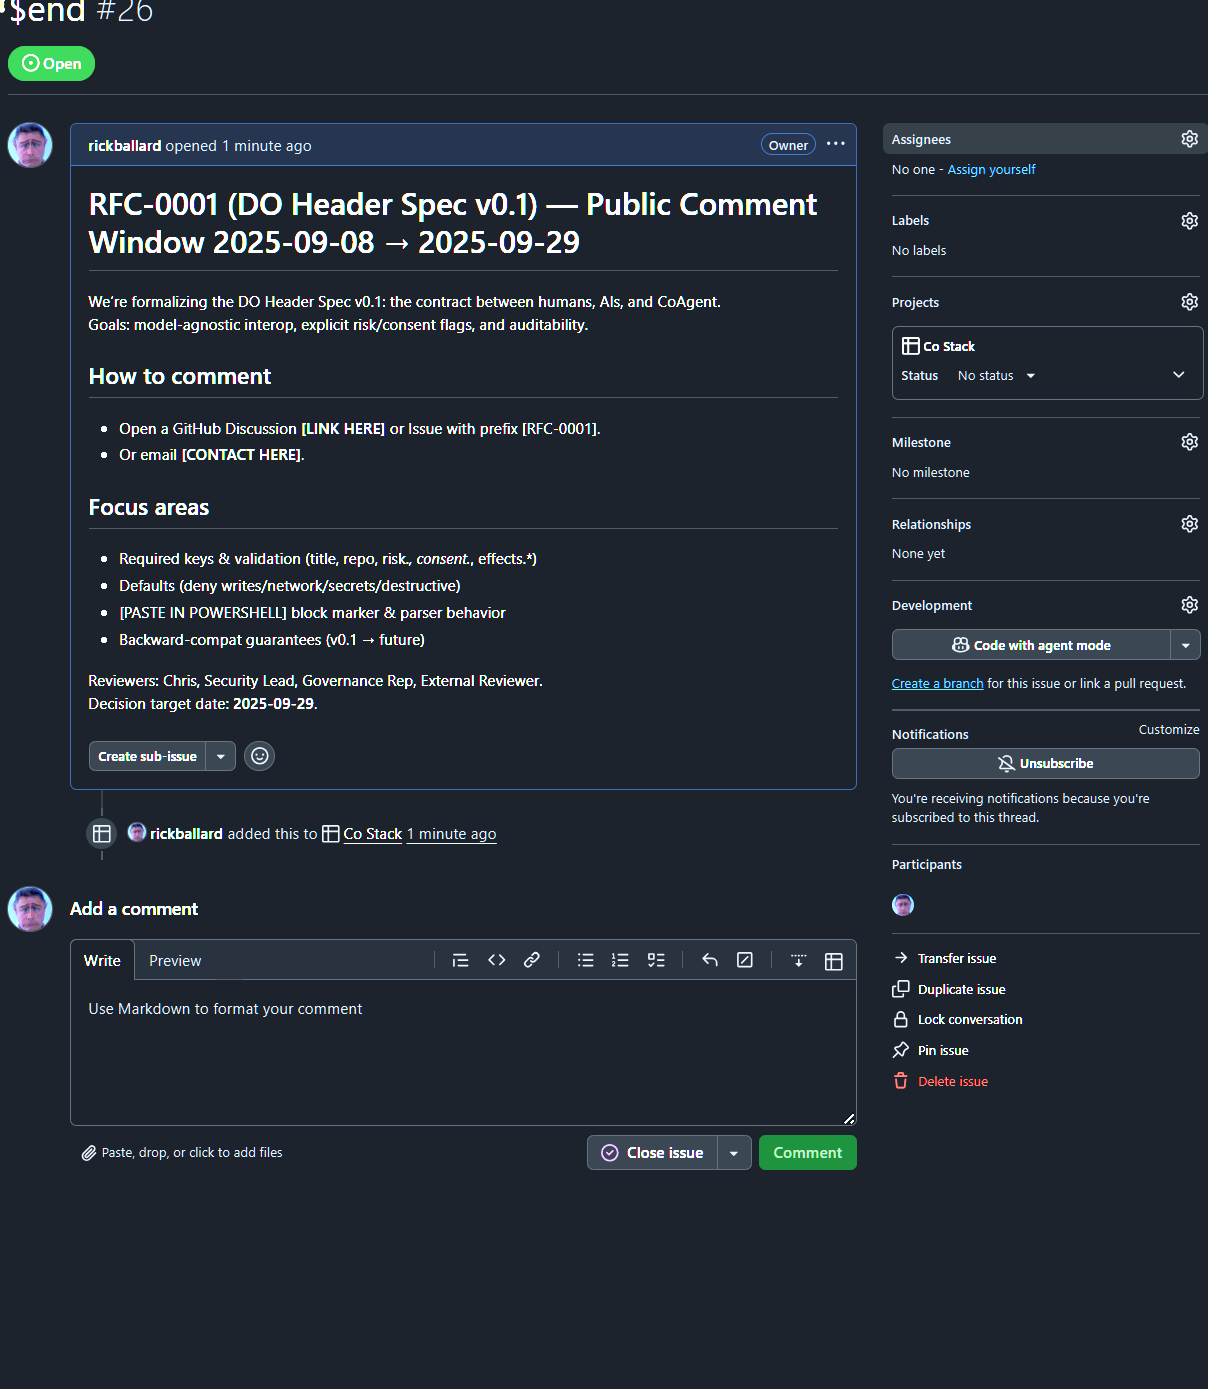 $end #26
Open
rickballard opened 1 minute ago
Owner
RFC-0001 (DO Header Spec v0.1) — Public Comment
Window 2025-09-08 → 2025-09-29
We're formalizing the DO Header Spec v0.1: the contract between humans, AIs, and CoAgent.
Goals: model-agnostic interop, explicit risk/consent flags, and auditability.
How to comment
Open a GitHub Discussion [LINK HERE] or Issue with prefix [RFC-0001].
Or email [CONTACT HERE].
Focus areas
Required keys & validation (title, repo, risk., consent., effects.*)
Defaults (deny writes/network/secrets/destructive)
[PASTE IN POWERSHELL] block marker & parser behavior
Backward-compat guarantees (v0.1 → future)
Reviewers: Chris, Security Lead, Governance Rep, External Reviewer.
Decision target date: 2025-09-29.
Create sub-issue
rickballard added this to Co Stack 1 minute ago
Add a comment
Write
Preview
Use Markdown to format your comment
Paste, drop, or click to add files
Close issue
Comment
Assignees
No one - Assign yourself
Labels
No labels
Projects
Co Stack
Status No status
Milestone
No milestone
Relationships
None yet
Development
Code with agent mode
Create a branch for this issue or link a pull request.
Notifications
Customize
Unsubscribe
You're receiving notifications because you're
subscribed to this thread.
Participants
Transfer issue
Duplicate issue
Lock conversation
Pin issue
Delete issue